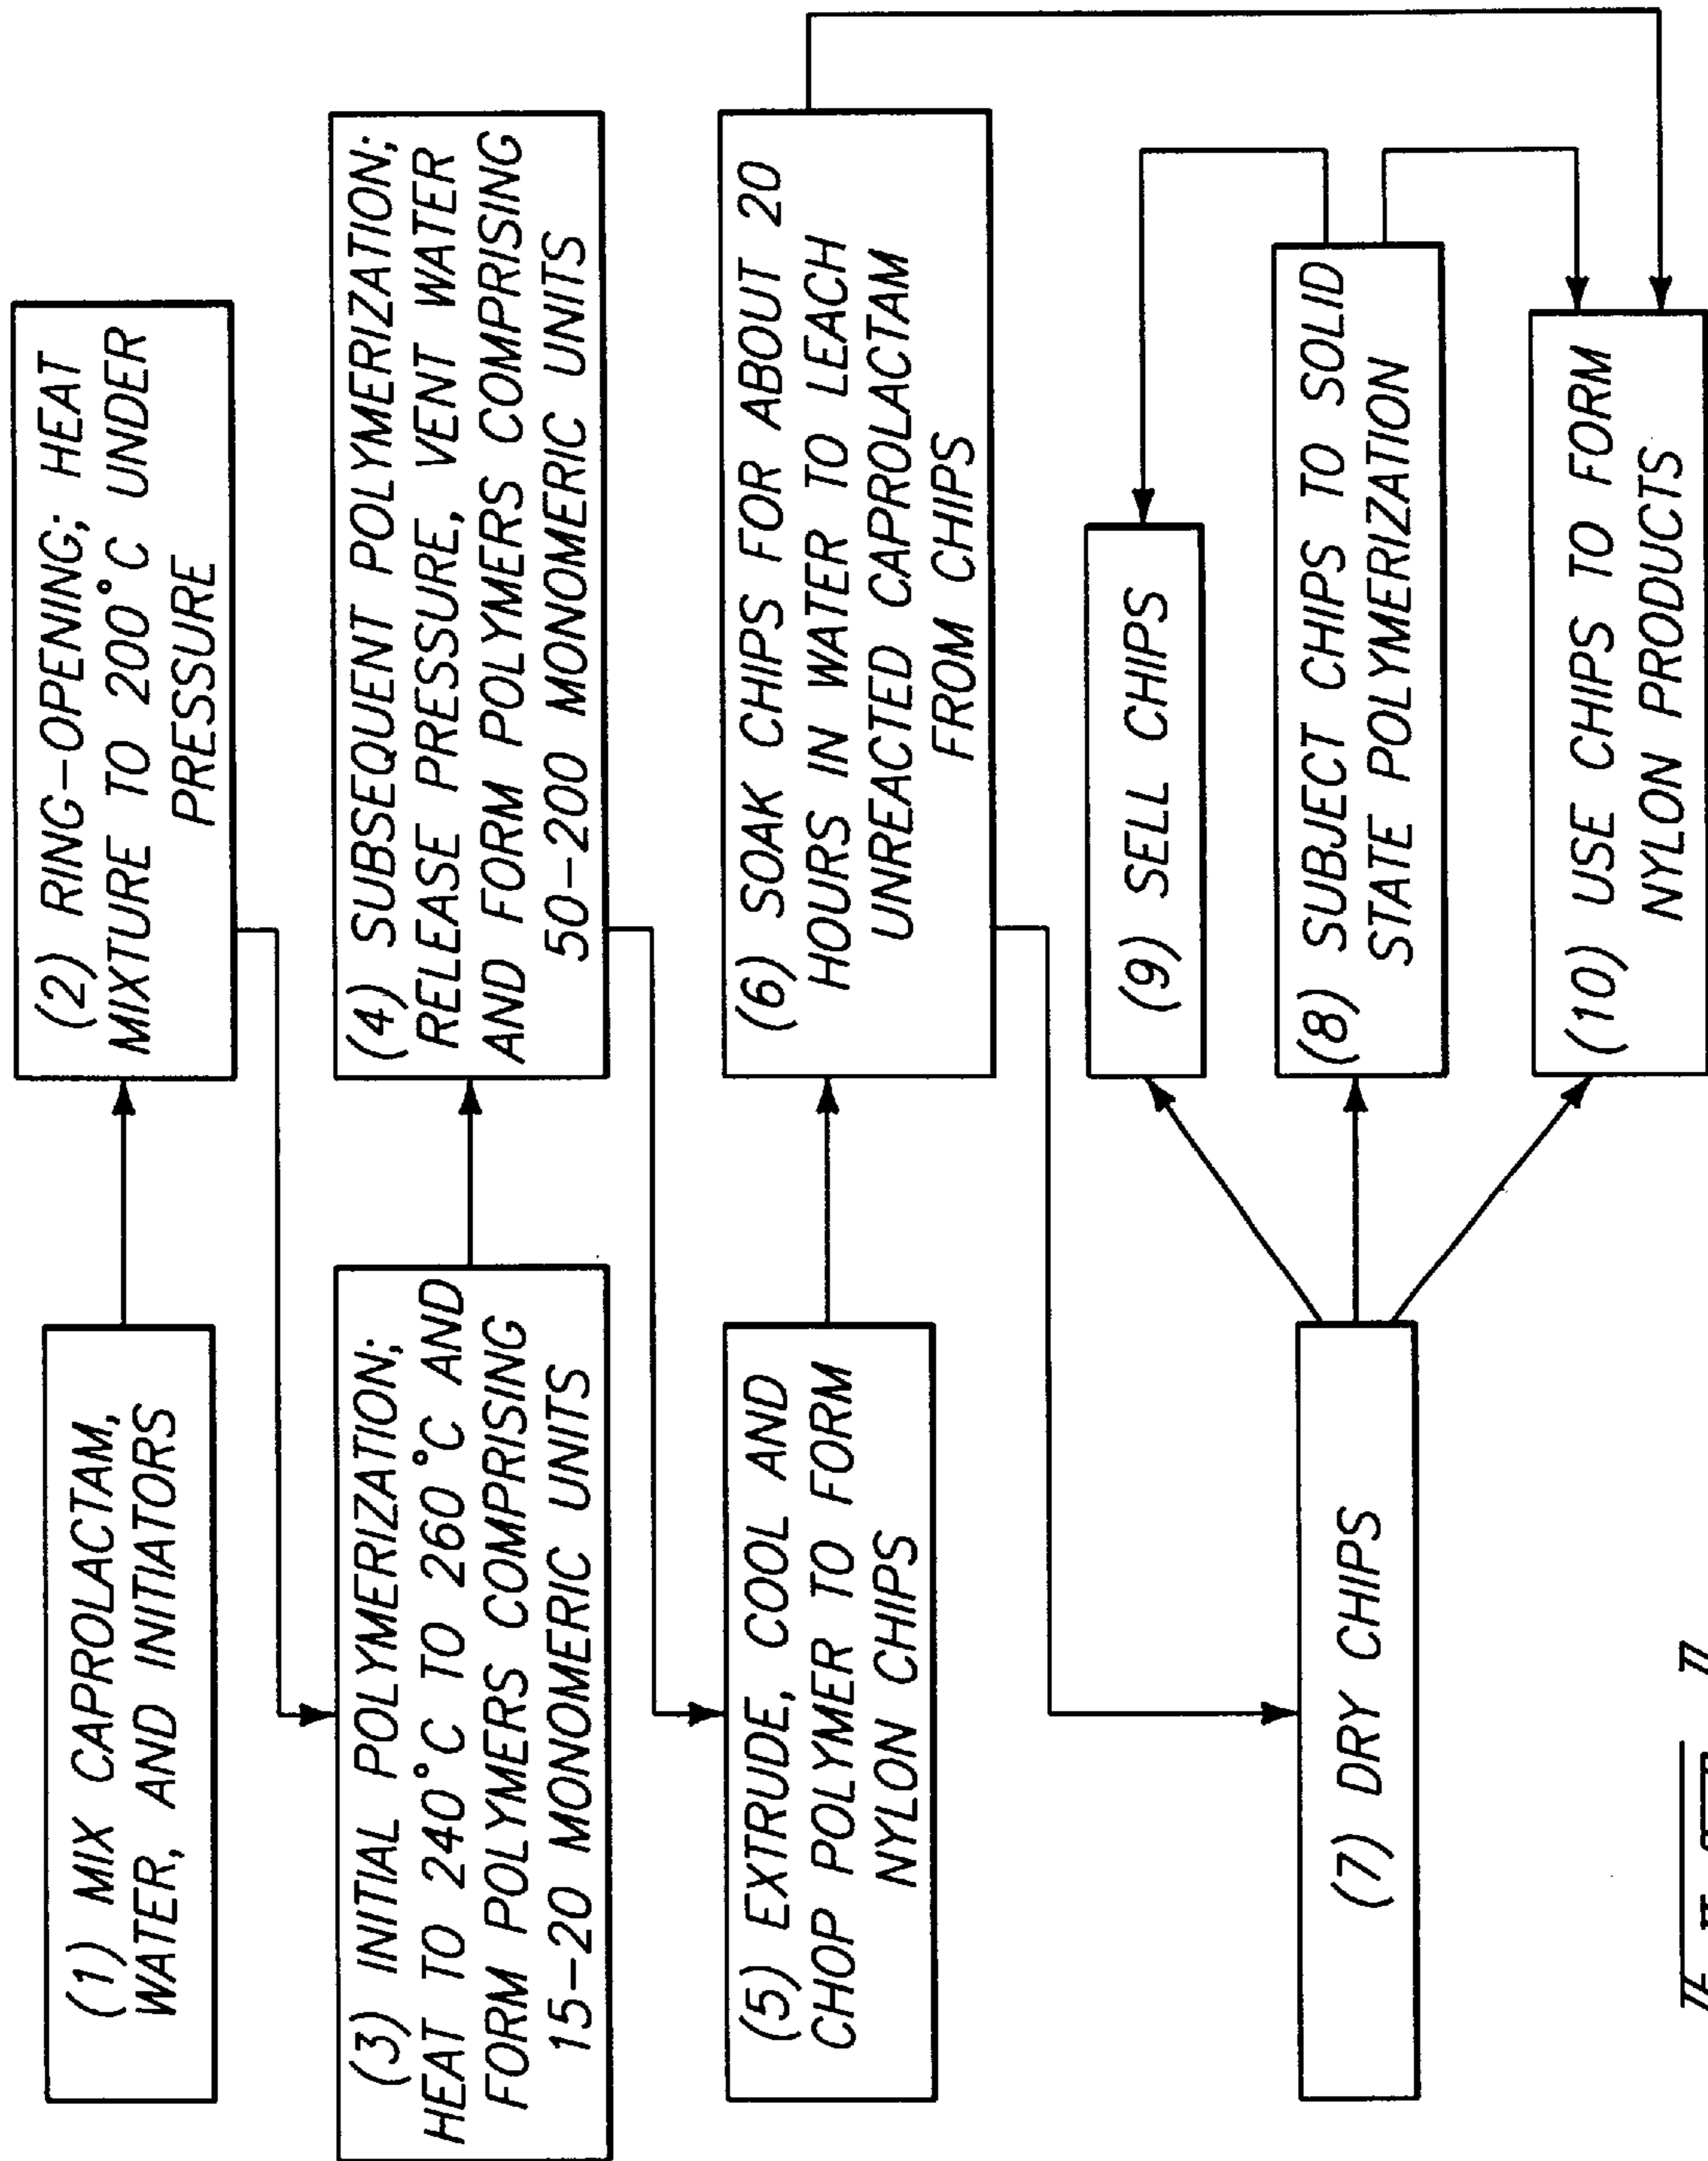 (1) MIX CAPROLACTAM,
WATER, AND INITIATORS
(2) RING-OPENING; HEAT
MIXTURE TO 200°C UNDER
PRESSURE
(3) INITIAL POLYMERIZATION;
HEAT TO 240°C TO 260°C AND
FORM POLYMERS COMPRISING
15-20 MONOMERIC UNITS
(4) SUBSEQUENT POLYMERIZATION;
RELEASE PRESSURE, VENT WATER
AND FORM POLYMERS COMPRISING
50-200 MONOMERIC UNITS
(5) EXTRUDE, COOL AND
CHOP POLYMER TO FORM
NYLON CHIPS
(6) SOAK CHIPS FOR ABOUT 20
HOURS IN WATER TO LEACH
UNREACTED CAPROLACTAM
FROM CHIPS
(7) DRY CHIPS
(9) SELL CHIPS
(8) SUBJECT CHIPS TO SOLID
STATE POLYMERIZATION
(10) USE CHIPS TO FORM
NYLON PRODUCTS